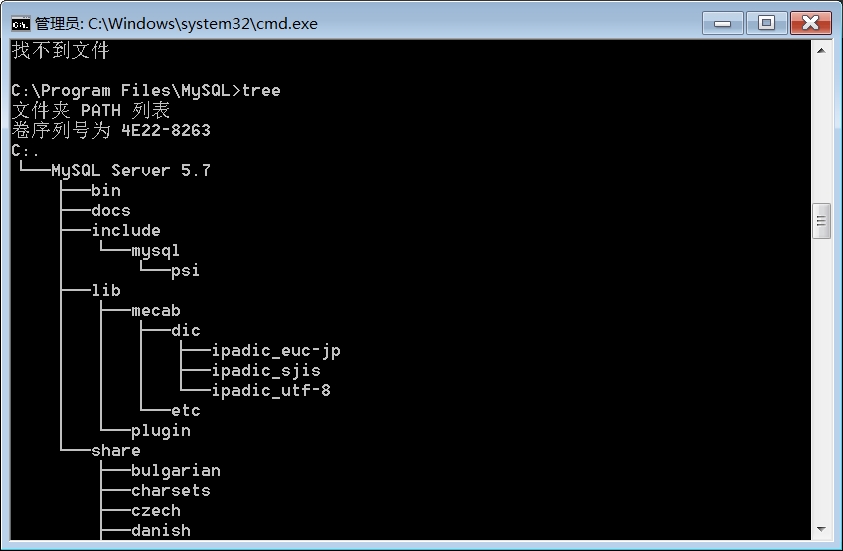 管理员: C:\Windows\system32\cmd.exe
找不到文件
C:\Program Files\MySQL>tree
文件夹 PATH 列表
卷序列号为 4E22-8263
C:.
└──MySQL Server 5.7
    ├──bin
    ├──docs
    ├──include
    │  └──mysql
    │      └──psi
    ├──lib
    │  ├──mecab
    │  │  ├──dic
    │  │  │  ├──ipadic_euc-jp
    │  │  │  ├──ipadic_sjis
    │  │  │  └──ipadic_utf-8
    │  │  └──etc
    │  └──plugin
    └──share
        ├──bulgarian
        ├──charsets
        ├──czech
        ├──danish